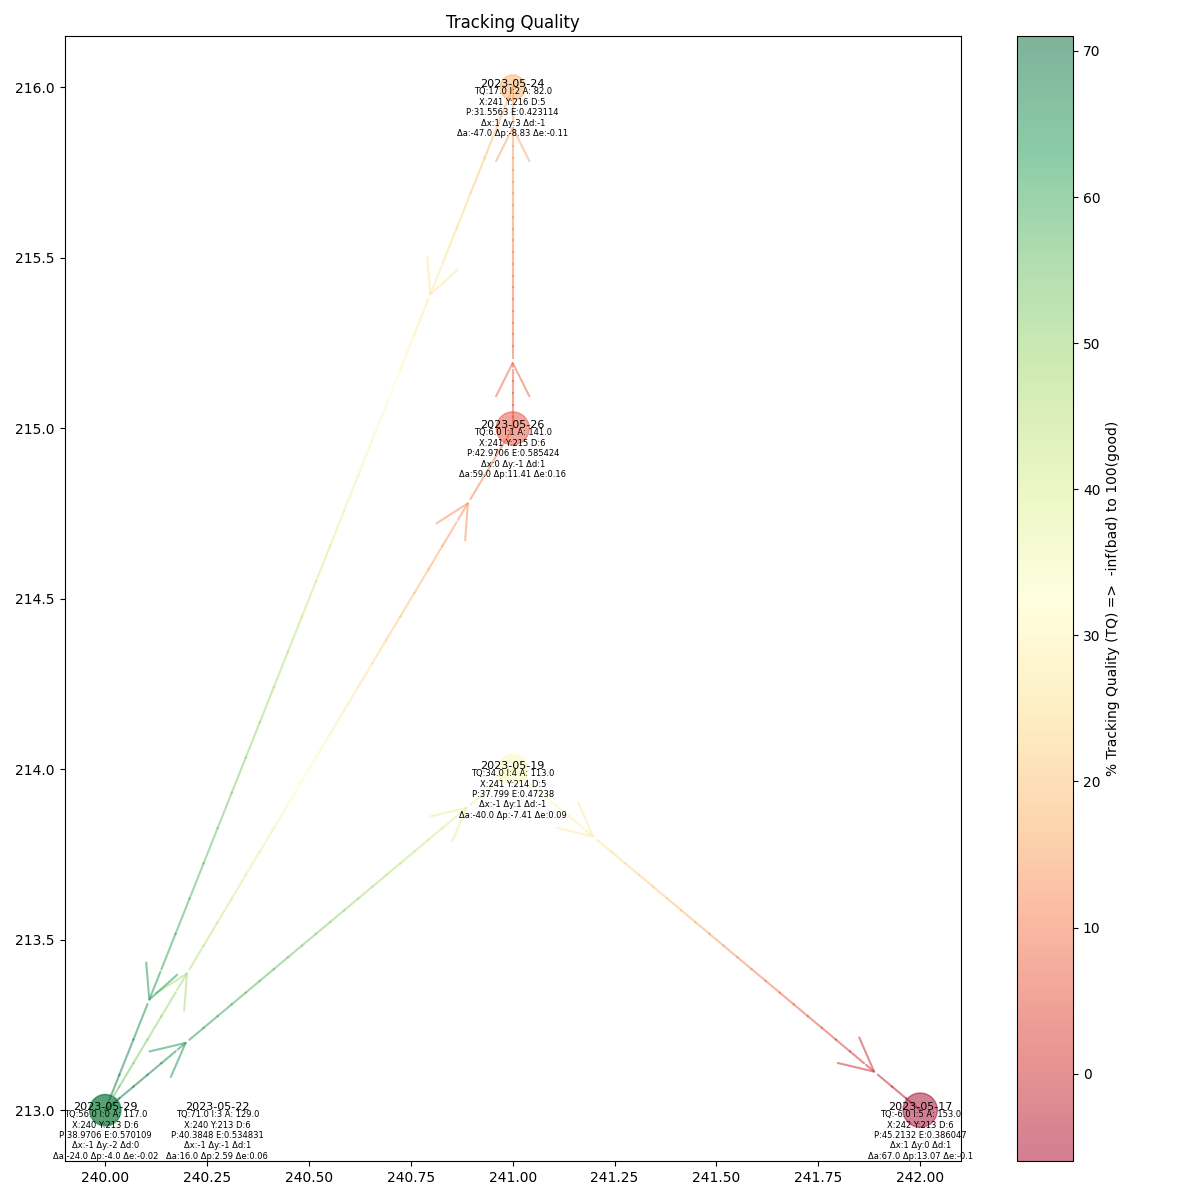 Tracking Quality
2023-05-24
TQ:17.0 I:2 A: 82.0
X:241 Y:216 D:5
P:31.5563 E:0.423114
Δx:1 Δy:3 Δd:-1
Δa:-47.0 Δp:-8.83 Δe:-0.11
2023-05-26
TQ:6.0 I:1 A: 141.0
X:241 Y:215 D:6
P:42.9706 E:0.585424
Δx:0 Δy:-1 Δd:1
Δa:59.0 Δp:11.41 Δe:0.16
2023-05-19
TQ:34.0 I:4 A: 113.0
X:241 Y:214 D:5
P:37.799 E:0.47238
Δx:-1 Δy:1 Δd:-1
Δa:-40.0 Δp:-7.41 Δe:0.09
2023-05-29
TQ:56.0 I:0 A: 117.0
X:240 Y:213 D:6
P:38.9706 E:0.570109
Δx:-1 Δy:-2 Δd:0
Δa:-24.0 Δp:-4.0 Δe:-0.02
2023-05-22
TQ:71.0 I:3 A: 129.0
X:240 Y:213 D:6
P:40.3848 E:0.534831
Δx:-1 Δy:-1 Δd:1
Δa:16.0 Δp:2.59 Δe:0.06
2023-05-17
TQ:-6.0 I:5 A: 153.0
X:242 Y:213 D:6
P:45.2132 E:0.386047
Δx:1 Δy:0 Δd:1
Δa:67.0 Δp:13.07 Δe:-0.1
216.0
215.5
215.0
214.5
214.0
213.5
213.0
240.00
240.25
240.50
240.75
241.00
241.25
241.50
241.75
242.00
70
60
50
40
30
20
10
0
% Tracking Quality (TQ) => -inf(bad) to 100(good)